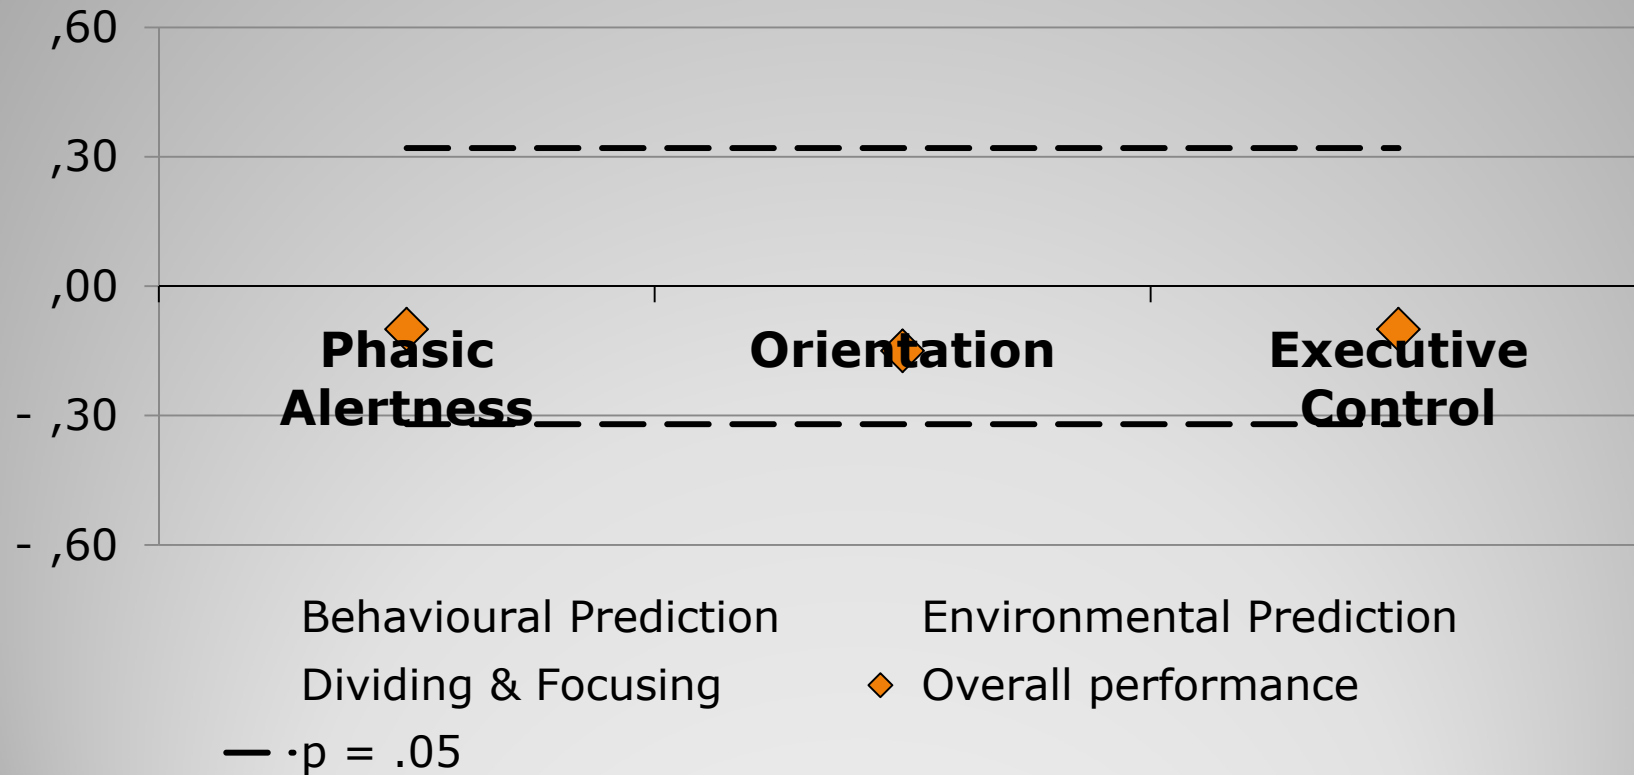 ,60
,30
,00
Phasic Alertness
Orientation
Executive Control
- ,30
- ,60
Behavioural Prediction
Environmental Prediction
Dividing & Focusing
Overall performance
p = .05